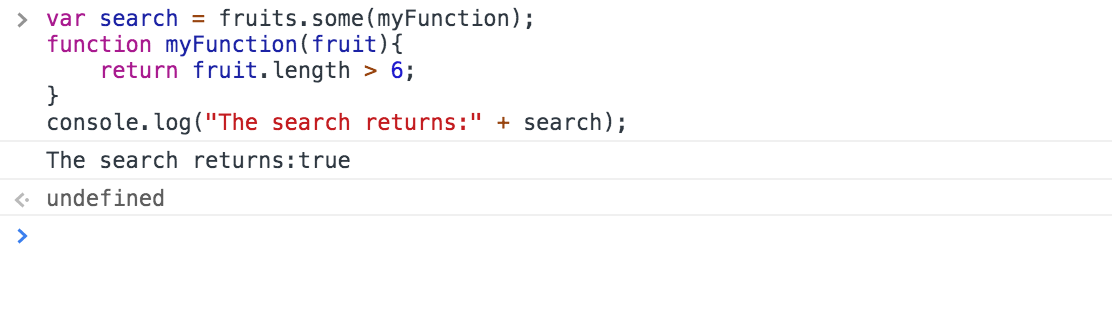 > var search = fruits.some(myFunction);
function myFunction(fruit){
    return fruit.length > 6;
}
console.log("The search returns:" + search);
The search returns:true
undefined
>